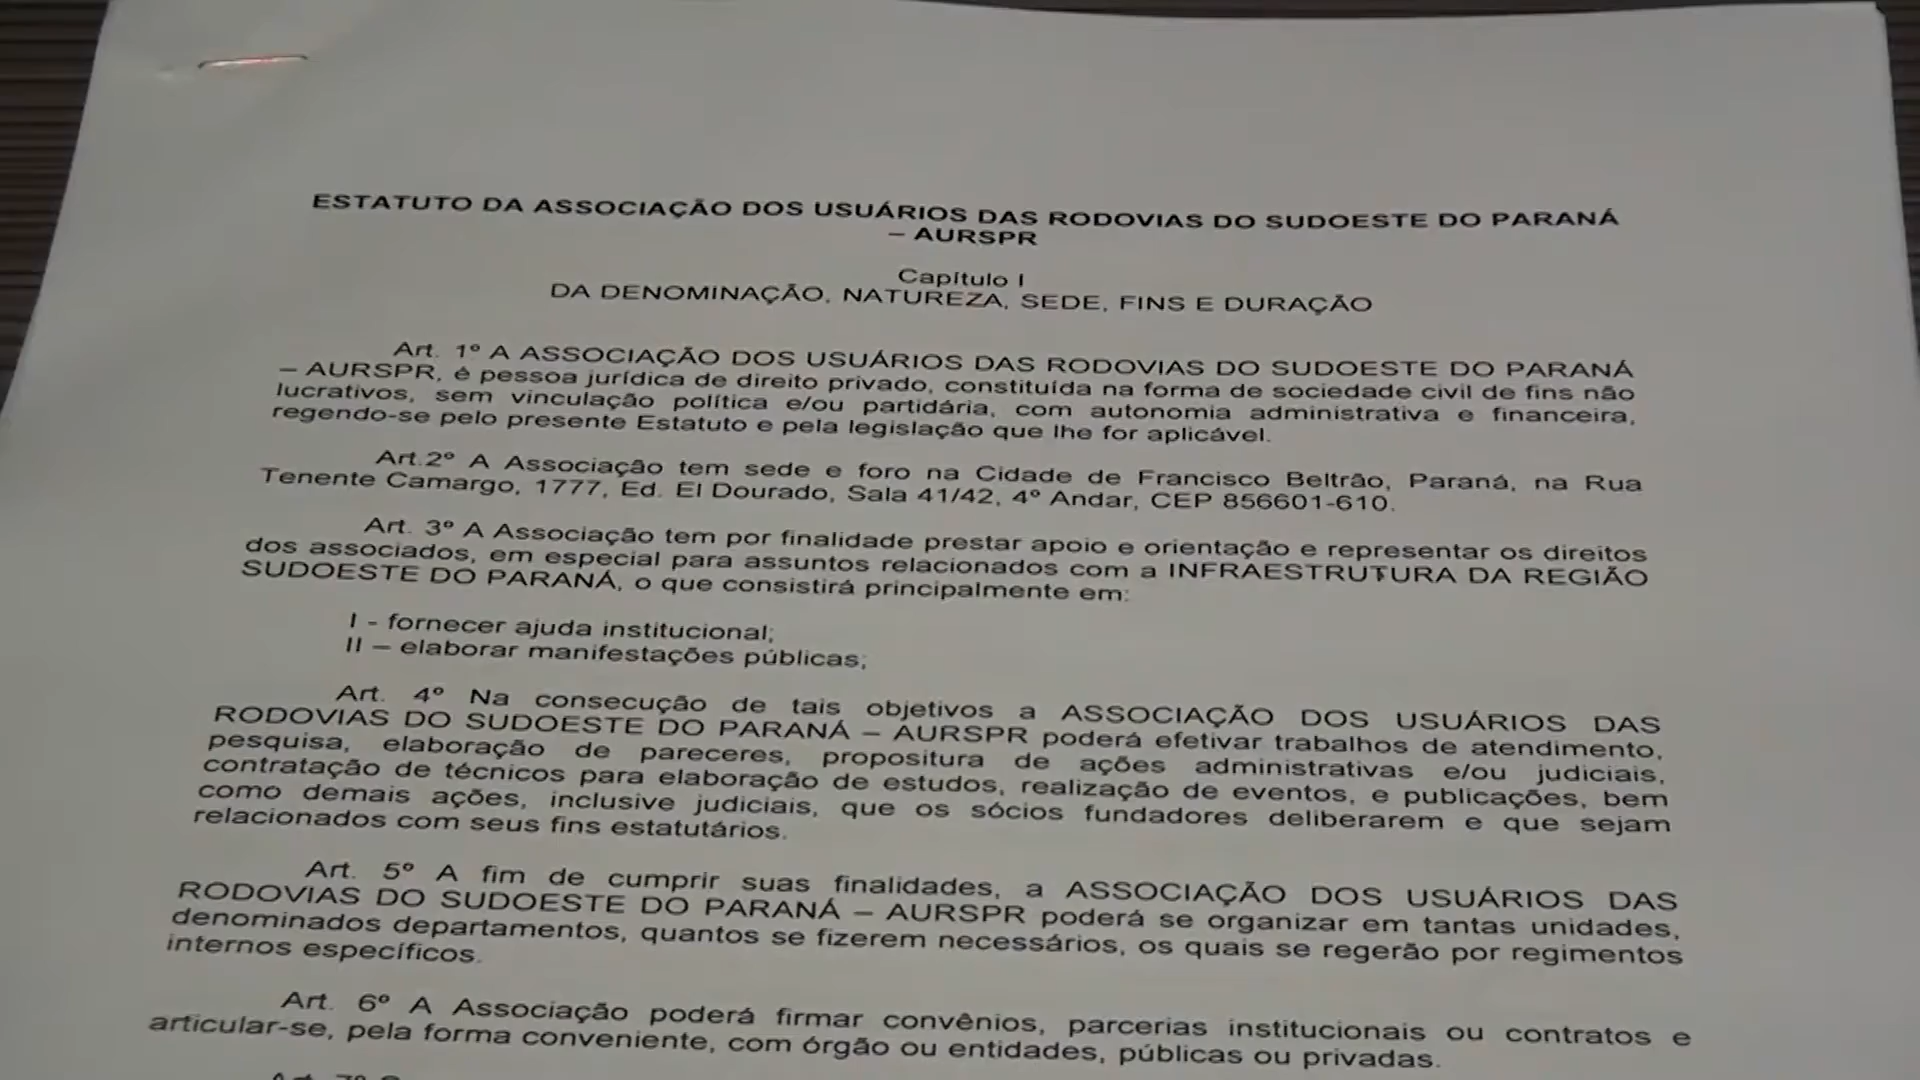 ESTATUTO DA ASSOCIAÇÃO DOS USUÁRIOS DAS RODOVIAS DO SUDOESTE DO PARANÁ
– AURSPR
Capítulo I
DA DENOMINAÇÃO, NATUREZA, SEDE, FINS E DURAÇÃO
Art. 1º A ASSOCIAÇÃO DOS USUÁRIOS DAS RODOVIAS DO SUDOESTE DO PARANÁ
– AURSPR, é pessoa jurídica de direito privado, constituída na forma de sociedade civil de fins não
lucrativos, sem vinculação política e/ou partidária, com autonomia administrativa e financeira,
regendo-se pelo presente Estatuto e pela legislação que lhe for aplicável.
Art.2º A Associação tem sede e foro na Cidade de Francisco Beltrão, Paraná, na Rua
Tenente Camargo, 1777, Ed. El Dourado, Sala 41/42, 4º Andar, CEP 856601-610.
Art. 3º A Associação tem por finalidade prestar apoio e orientação e representar os direitos
dos associados, em especial para assuntos relacionados com a INFRAESTRUTURA DA REGIÃO
SUDOESTE DO PARANÁ, o que consistirá principalmente em:
I - fornecer ajuda institucional;
II – elaborar manifestações públicas;
Art. 4º Na consecução de tais objetivos a ASSOCIAÇÃO DOS USUÁRIOS DAS
RODOVIAS DO SUDOESTE DO PARANÁ – AURSPR poderá efetivar trabalhos de atendimento,
pesquisa, elaboração de pareceres, propositura de ações administrativas e/ou judiciais,
contratação de técnicos para elaboração de estudos, realização de eventos, e publicações, bem
como demais ações, inclusive judiciais, que os sócios fundadores deliberarem e que sejam
relacionados com seus fins estatutários.
Art. 5º A fim de cumprir suas finalidades, a ASSOCIAÇÃO DOS USUÁRIOS DAS
RODOVIAS DO SUDOESTE DO PARANÁ – AURSPR poderá se organizar em tantas unidades,
denominados departamentos, quantos se fizerem necessários, os quais se regerão por regimentos
internos específicos.
Art. 6º A Associação poderá firmar convênios, parcerias institucionais ou contratos e
articular-se, pela forma conveniente, com órgão ou entidades, públicas ou privadas.